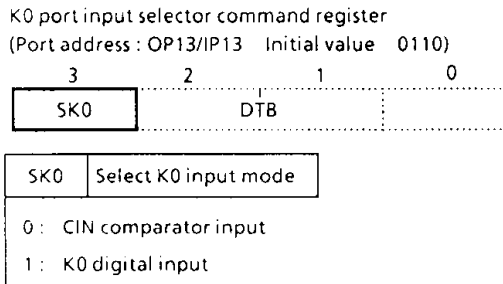 K0 port input selector command register
(Port address : OP13/IP13 Initial value 0110)
3 2 1 0
SK0 DTB
SK0 Select K0 input mode
0 : CIN comparator input
1 : K0 digital input